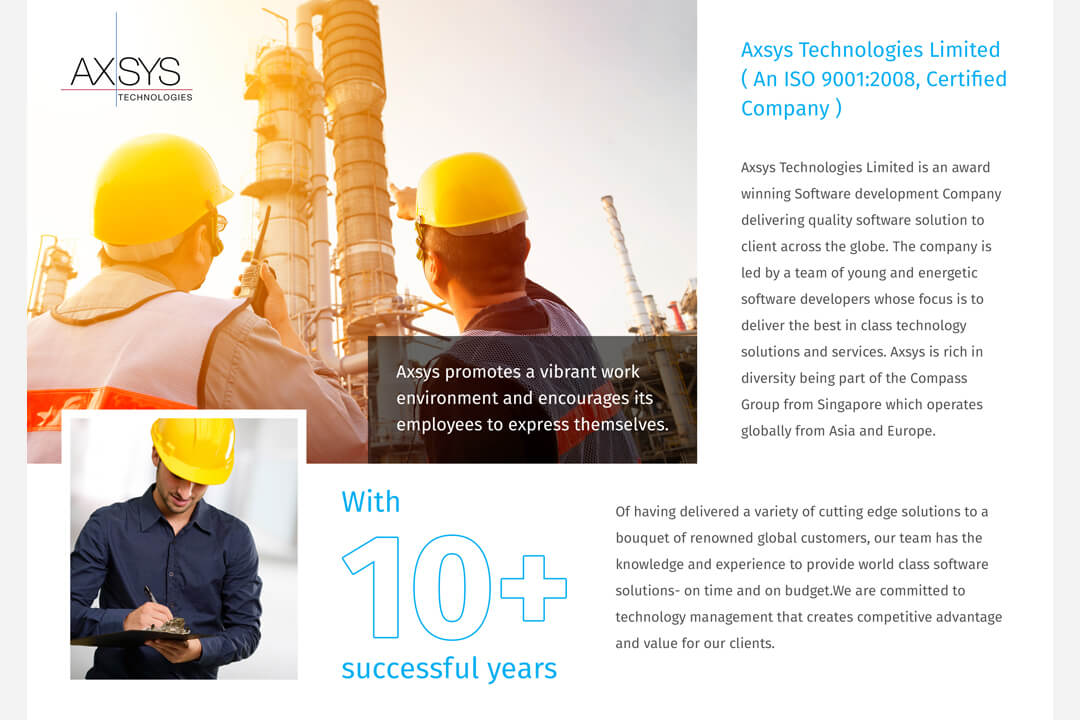 AXSYS
TECHNOLOGIES
Axsys promotes a vibrant work
environment and encourages its
employees to express themselves.
Axsys Technologies Limited
( An ISO 9001:2008, Certified
Company )
Axsys Technologies Limited is an award
winning Software development Company
delivering quality software solution to
client across the globe. The company is
led by a team of young and energetic
software developers whose focus is to
deliver the best in class technology
solutions and services. Axsys is rich in
diversity being part of the Compass
Group from Singapore which operates
globally from Asia and Europe.
With
10+
successful years
Of having delivered a variety of cutting edge solutions to a
bouquet of renowned global customers, our team has the
knowledge and experience to provide world class software
solutions- on time and on budget.We are committed to
technology management that creates competitive advantage
and value for our clients.